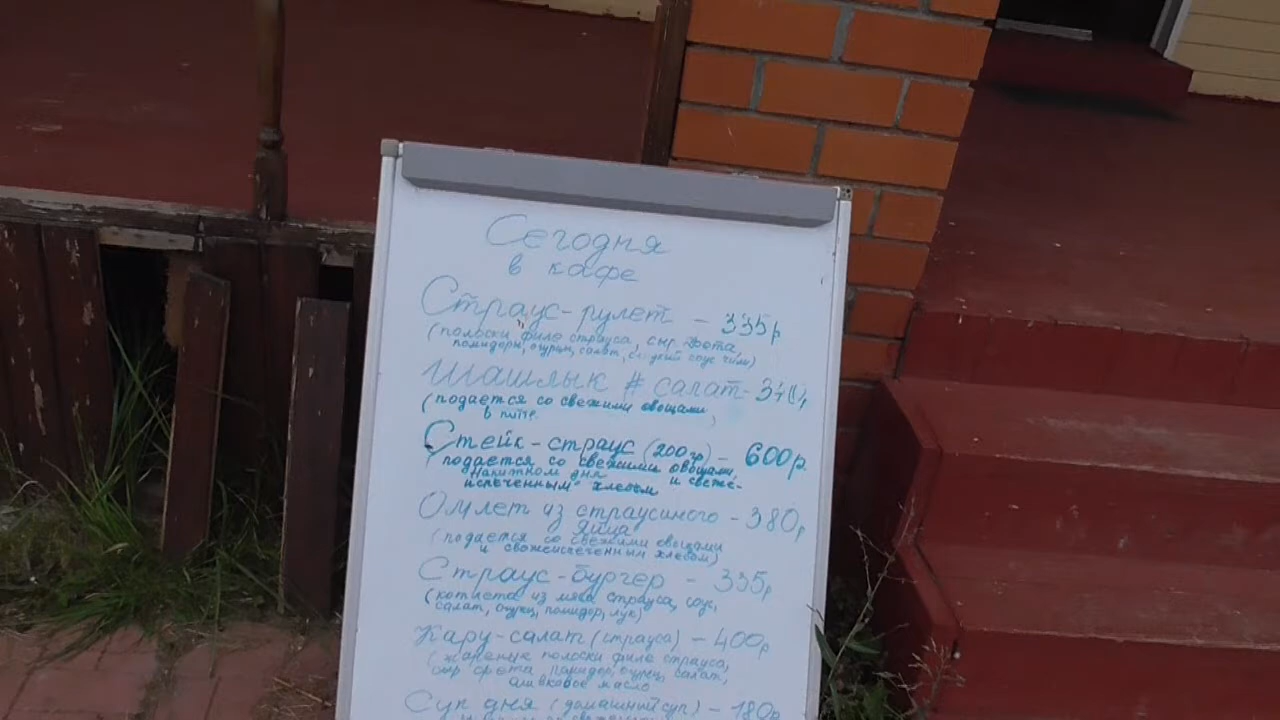 Сегодня
в кафе
Страус-рулет - 335р
(полоски филе страуса, сыр Фета,
помидоры, огурец, салат, соус чили)
Шашлык # салат-
(подается со свежими овощами,
в пите
Стейк-страус (200гр) - 600р.
подается со свежими овощами,
и свеже-
испеченным хлебом
Омлет из страусиного - 380р
яйца
(подается со свежими овощами
и свежеиспеченным хлебом)
Страус-бургер - 335р
(котлета из мяса страуса, соус,
салат, огурец, помидор, лук)
Кару-салат (страуса) - 400р
(жареные полоски филе страуса,
сыр фета, помидор, огурец, салат,
оливковое масло
Суп дня (домашний суп) - 180р